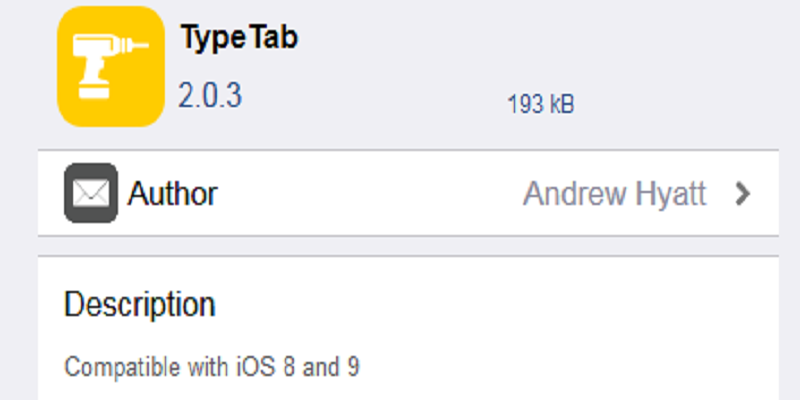 TypeTab
2.0.3
193 kB
Author
Andrew Hyatt
Description
Compatible with iOS 8 and 9